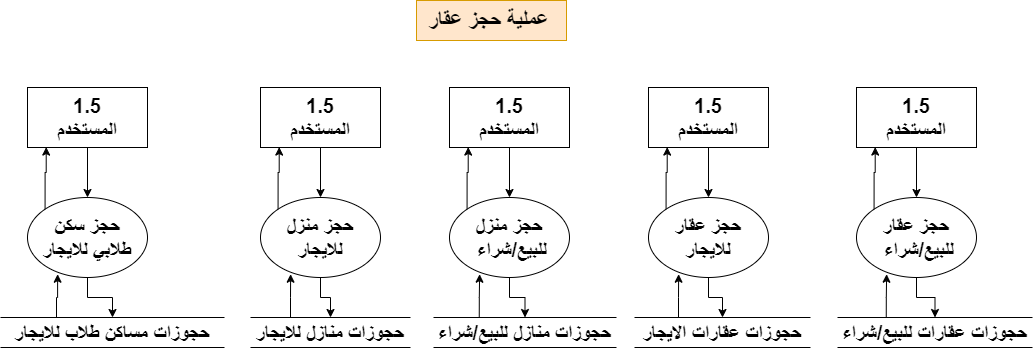 عملية حجز عقار
1.5
المستخدم
1.5
المستخدم
1.5
المستخدم
1.5
المستخدم
1.5
المستخدم
حجز عقار
للبيع/شراء
حجز عقار
للايجار
حجز منزل
للبيع/شراء
حجز منزل
للايجار
حجز سكن
طلابي للايجار
حجوزات عقارات للبيع/شراء
حجوزات عقارات الايجار
حجوزات منازل للبيع/شراء
حجوزات منازل للايجار
حجوزات مساكن طلاب للايجار